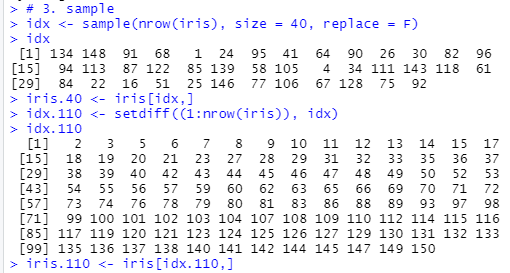 > # 3. sample
> idx <- sample(nrow(iris), size = 40, replace = F)
> idx
 [1] 134 148  91  68   1  24  95  41  64  90  26  30  82  96
[15]  94 113  87 122  85 139  58 105   4  34 111 143 118  61
[29]  84  22  16  51  25 146  77 106  67 128  75  92
> iris.40 <- iris[idx,]
> idx.110 <- setdiff((1:nrow(iris)), idx)
> idx.110
 [1]   2   3   5   6   7   8   9  10  11  12  13  14  15  17
[15]  18  19  20  21  23  27  28  29  31  32  33  35  36  37
[29]  38  39  40  42  43  44  45  46  47  48  49  50  52  53
[43]  54  55  56  57  59  60  62  63  65  66  69  70  71  72
[57]  73  74  76  78  79  80  81  83  86  88  89  93  97  98
[71]  99 100 101 102 103 104 107 108 109 110 112 114 115 116
[85] 117 119 120 121 123 124 125 126 127 129 130 131 132 133
[99] 135 136 137 138 140 141 142 144 145 147 149 150
> iris.110 <- iris[idx.110,]